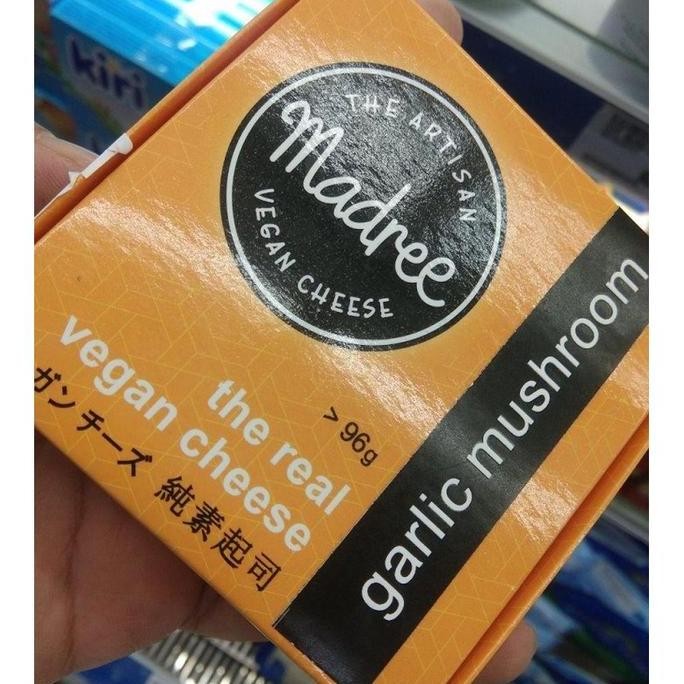 kiri
THE ARTISAN
Madree
VEGAN CHEESE
the real
vegan cheese
ガン チーズ 純素起司
> 96g
garlic mushroom